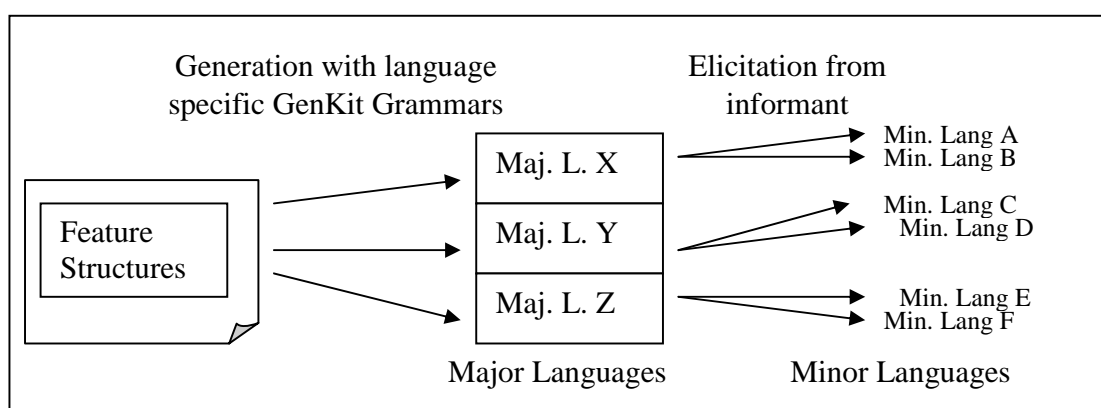 Generation with language
specific GenKit Grammars
Elicitation from
informant
Feature
Structures
Maj. L. X
Maj. L. Y
Maj. L. Z
Min. Lang A
Min. Lang B
Min. Lang C
Min. Lang D
Min. Lang E
Min. Lang F
Major Languages
Minor Languages